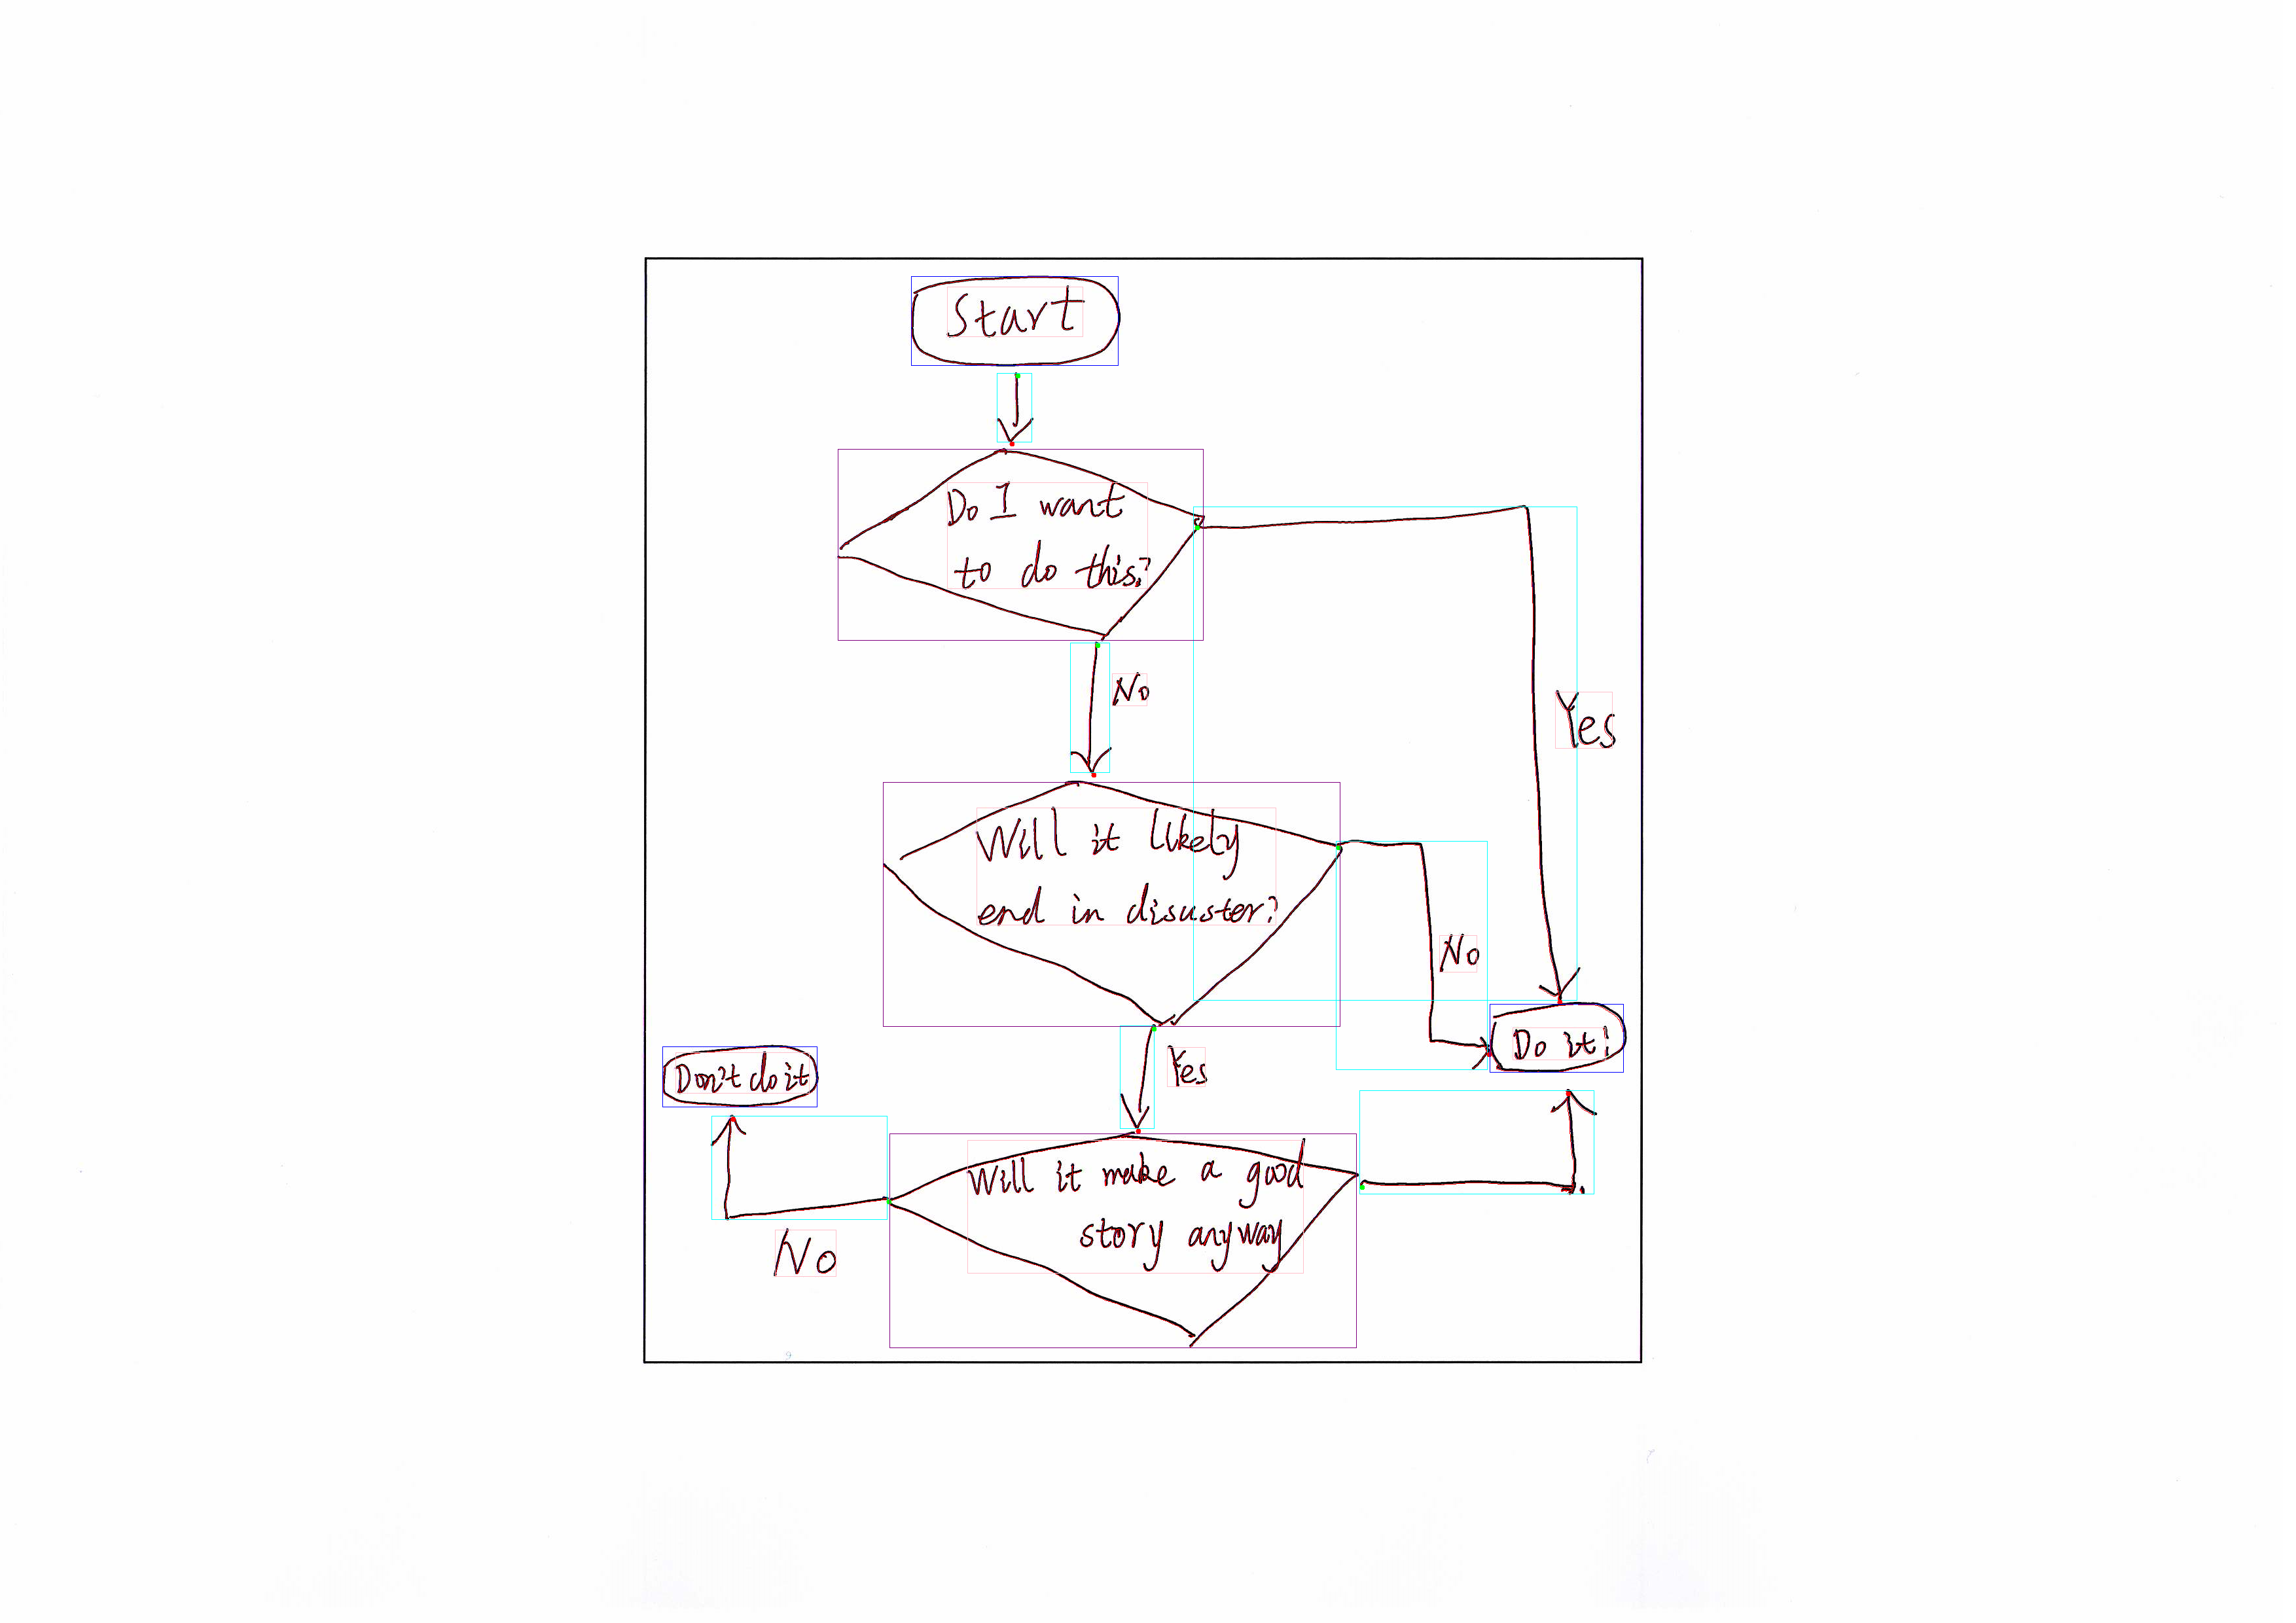 Start
Do I want
to do this?
No
Yes
Will it likely
end in disuster?
No
Do it!
Yes
Don't do it
Will it make a good
story anyway
No